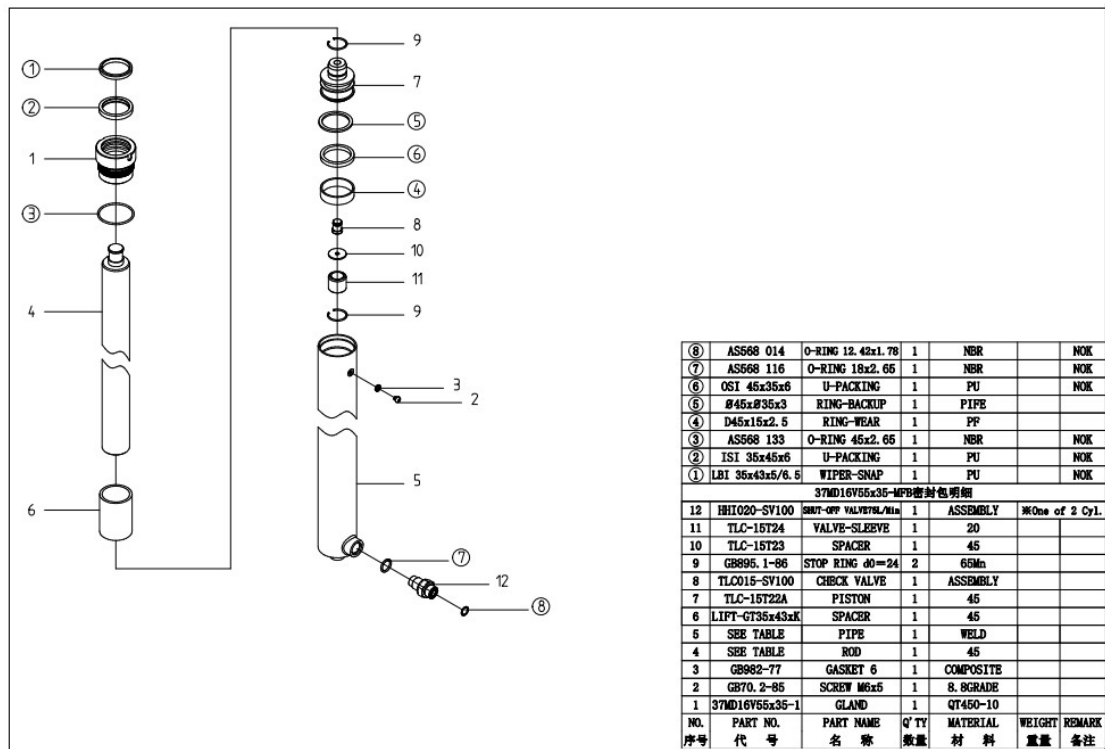 ① 
② 
1
③
4
6
9
7
⑤
⑥
④
8
10
11
9
3
2
5
⑦
12
⑧
⑧ AS568 014 O-RING 12.42x1.78 1 NBR NOK
⑦ AS568 116 O-RING 18x2.65 1 NBR NOK
⑥ OSI 45x35x6 U-PACKING 1 PU NOK
⑤ Ø45xØ35x3 RING-BACKUP 1 PIFE
④ D45x15x2.5 RING-WEAR 1 PF
③ AS568 133 O-RING 45x2.65 1 NBR NOK
② ISI 35x45x6 U-PACKING 1 PU NOK
① LBI 35x43x5/6.5 WIPER-SNAP 1 PU NOK
37MD16V55x35-MFB密封包明细
12 HHI020-SV100 SHUT-OFF VALVE75L/Min 1 ASSEMBLY ※One of 2 Cyl.
11 TLC-15T24 VALVE-SLEEVE 1 20
10 TLC-15T23 SPACER 1 45
9 GB895.1-86 STOP RING d0=24 2 65Mn
8 TLC015-SV100 CHECK VALVE 1 ASSEMBLY
7 TLC-15T22A PISTON 1 45
6 LIFT-GT35x43xK SPACER 1 45
5 SEE TABLE PIPE 1 WELD
4 SEE TABLE ROD 1 45
3 GB982-77 GASKET 6 1 COMPOSITE
2 GB70.2-85 SCREW M6x5 1 8.8GRADE
1 37MD16V55x35-1 GLAND 1 QT450-10
NO. PART NO. PART NAME Q'TY MATERIAL WEIGHT REMARK
序号 代 号 名 称 数量 材 料 重量 备注